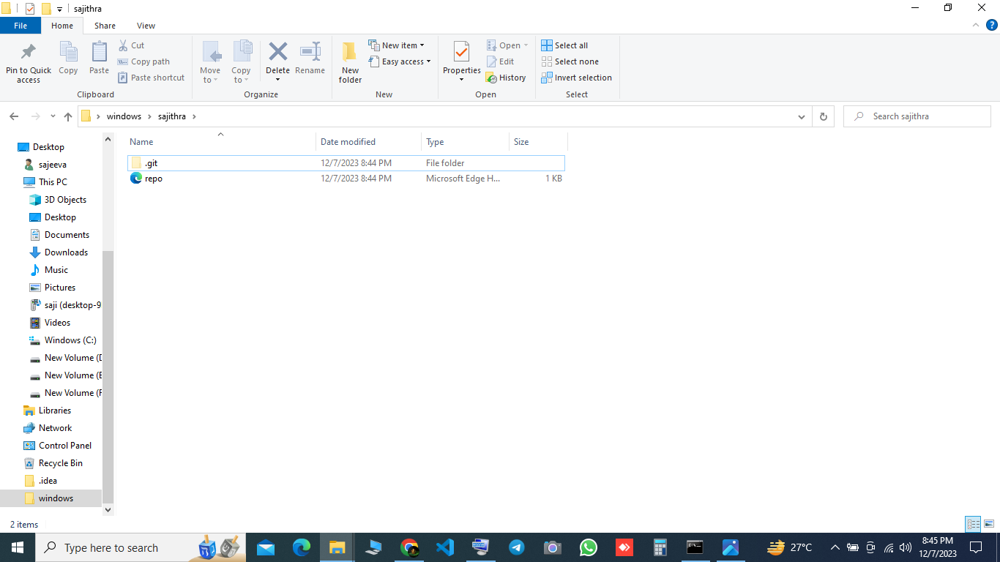 sajithra
File Home Share View
Pin to Quick access
Copy
Paste
Cut
Copy path
Paste shortcut
Clipboard
Move to
Copy to
Delete
Rename
Organize
New folder
New item
Easy access
New
Properties
Open
Edit
History
Open
Select all
Select none
Invert selection
Select
windows sajithra
Search sajithra
Name Date modified Type Size
.git 12/7/2023 8:44 PM File folder
repo 12/7/2023 8:44 PM Microsoft Edge H... 1 KB
Desktop
sajeeva
This PC
3D Objects
Desktop
Documents
Downloads
Music
Pictures
saji (desktop-9
Videos
Windows (C:)
New Volume (D
New Volume (E
New Volume (F
Libraries
Network
Control Panel
Recycle Bin
.idea
windows
2 items
Type here to search
27°C
8:45 PM
12/7/2023